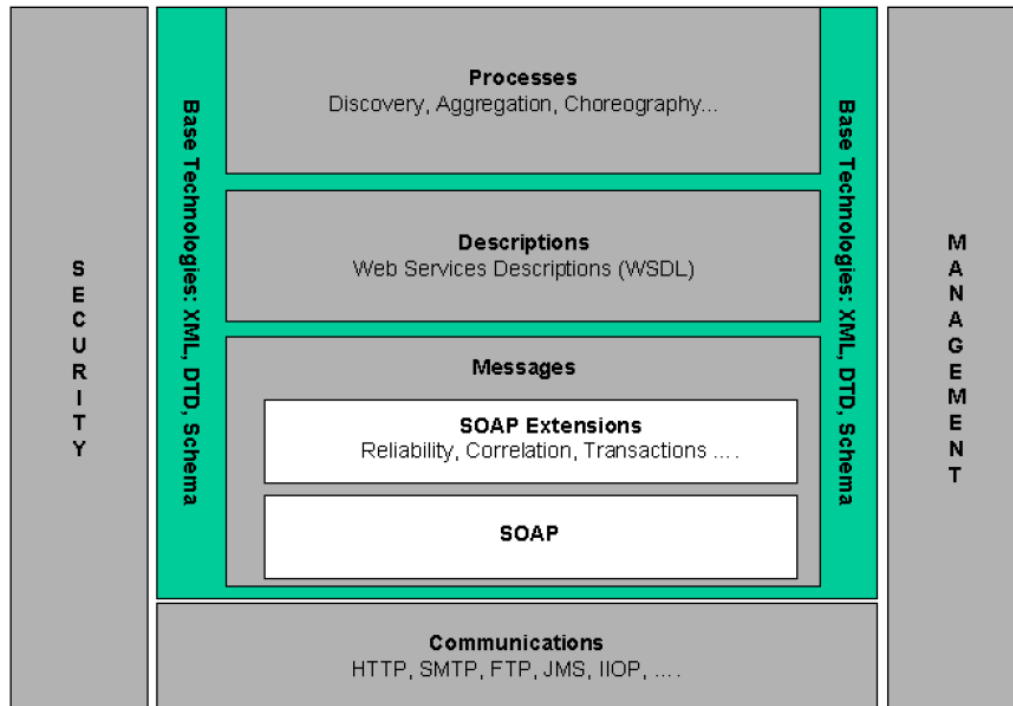 Processes
Discovery, Aggregation, Choreography...
Base Technologies: XML, DTD, Schema
Base Technologies: XML, DTD, Schema
SECURITY
MANAGEMENT
Descriptions
Web Services Descriptions (WSDL)
Messages
SOAP Extensions
Reliability, Correlation, Transactions ....
SOAP
Communications
HTTP, SMTP, FTP, JMS, IIOP, ....